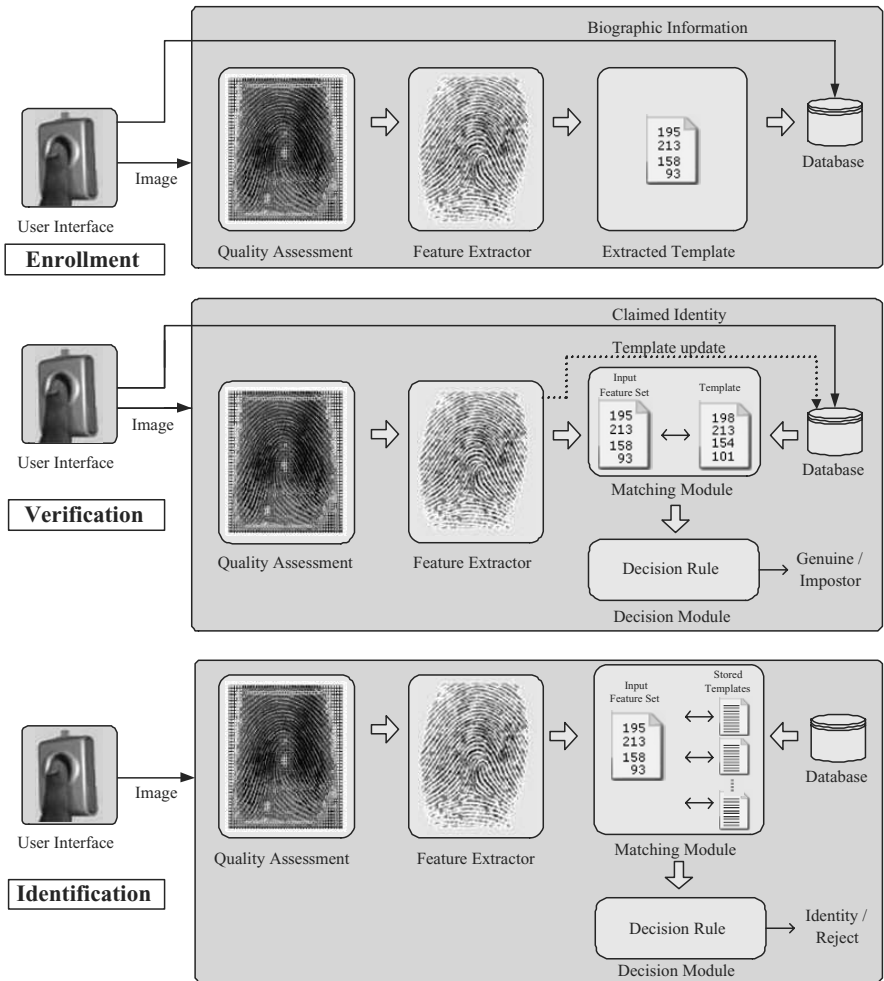 Biographic Information
195
213
158
93
Image
Database
User Interface
Quality Assessment
Feature Extractor
Extracted Template
Enrollment
Claimed Identity
Template update
Input
Feature Set
Template
195
213
158
93
198
213
154
101
Image
User Interface
Database
Matching Module
Verification
Quality Assessment
Feature Extractor
Decision Rule
Genuine /
Impostor
Decision Module
Stored
Templates
Input
Feature Set
195
213
158
93
Image
Database
User Interface
Quality Assessment
Feature Extractor
Matching Module
Identification
Decision Rule
Identity /
Reject
Decision Module